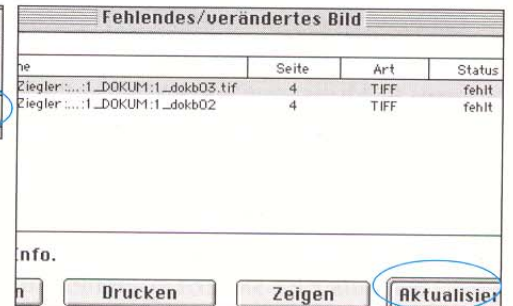 Fehlendes/verändertes Bild
ne Seite Art Status
Ziegler:...:1_DOKUM:1_dokb03.tif 4 TIFF fehlt
Ziegler:...:1_DOKUM:1_dokb02 4 TIFF fehlt
nfo.
n Drucken Zeigen Aktualisier